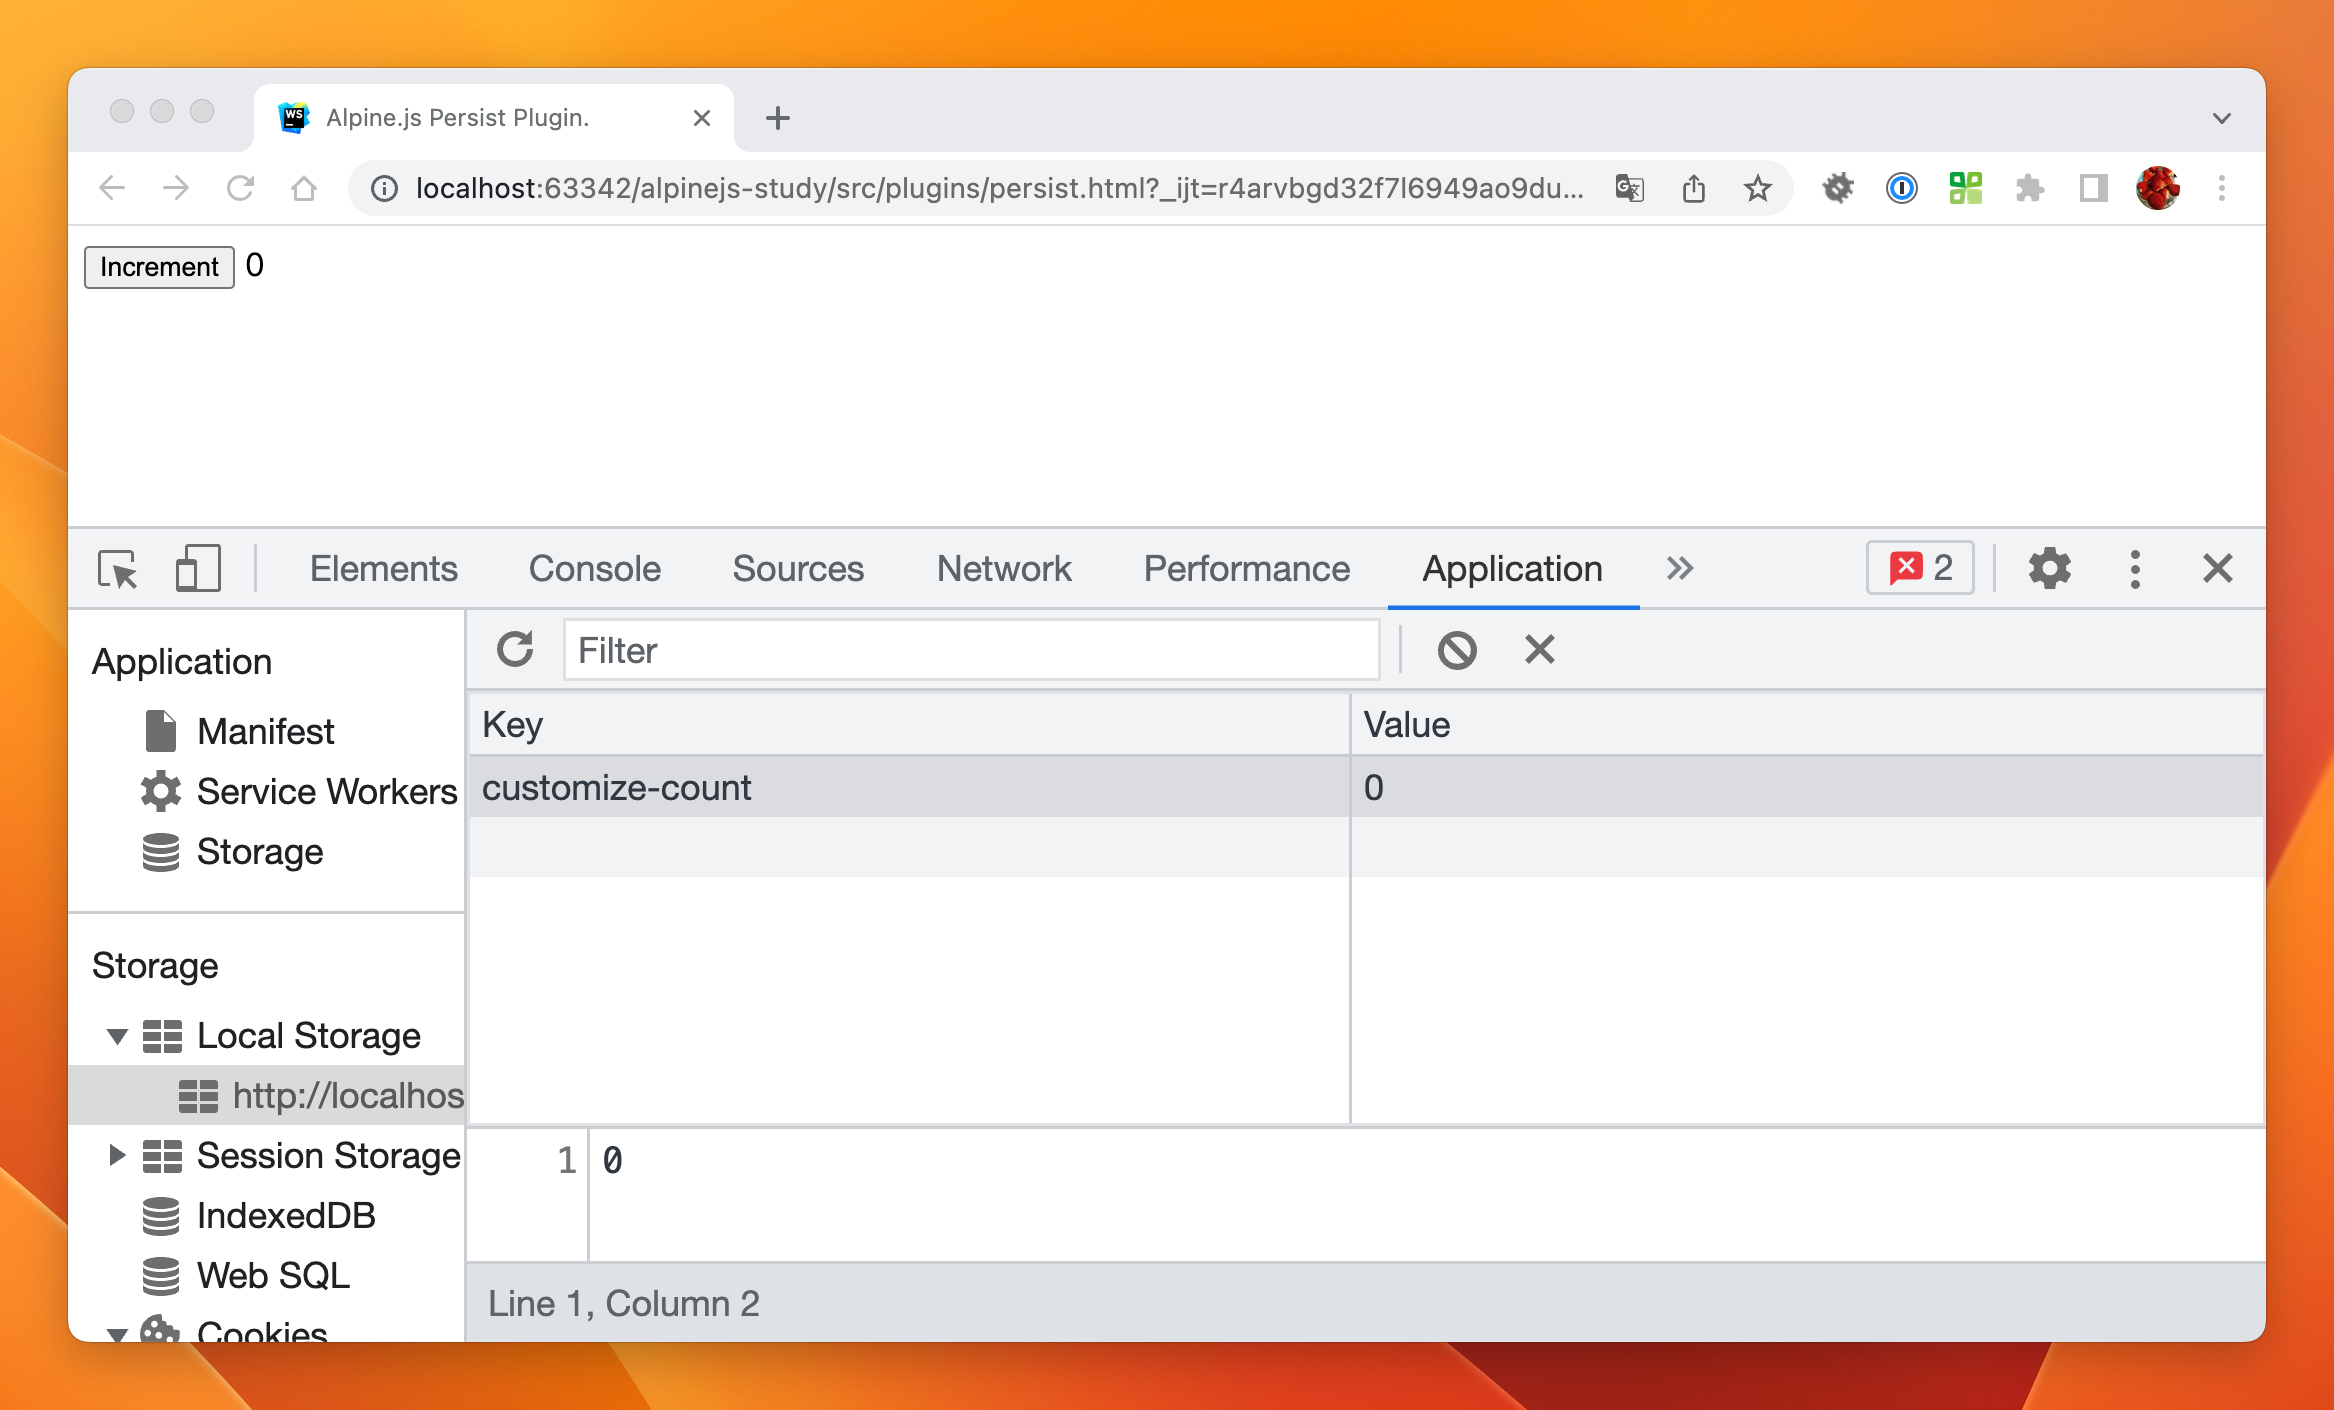 WS
Alpine.js Persist Plugin.
localhost:63342/alpinejs-study/src/plugins/persist.html?_ijt=r4arvbgd32f7l6949ao9du...
Increment 0
Elements Console Sources Network Performance Application 2
Application
Manifest
Service Workers
Storage
Storage
Local Storage
http://localhos
Session Storage
IndexedDB
Web SQL
Cookies
Filter
Key Value
customize-count 0
1 0
Line 1, Column 2